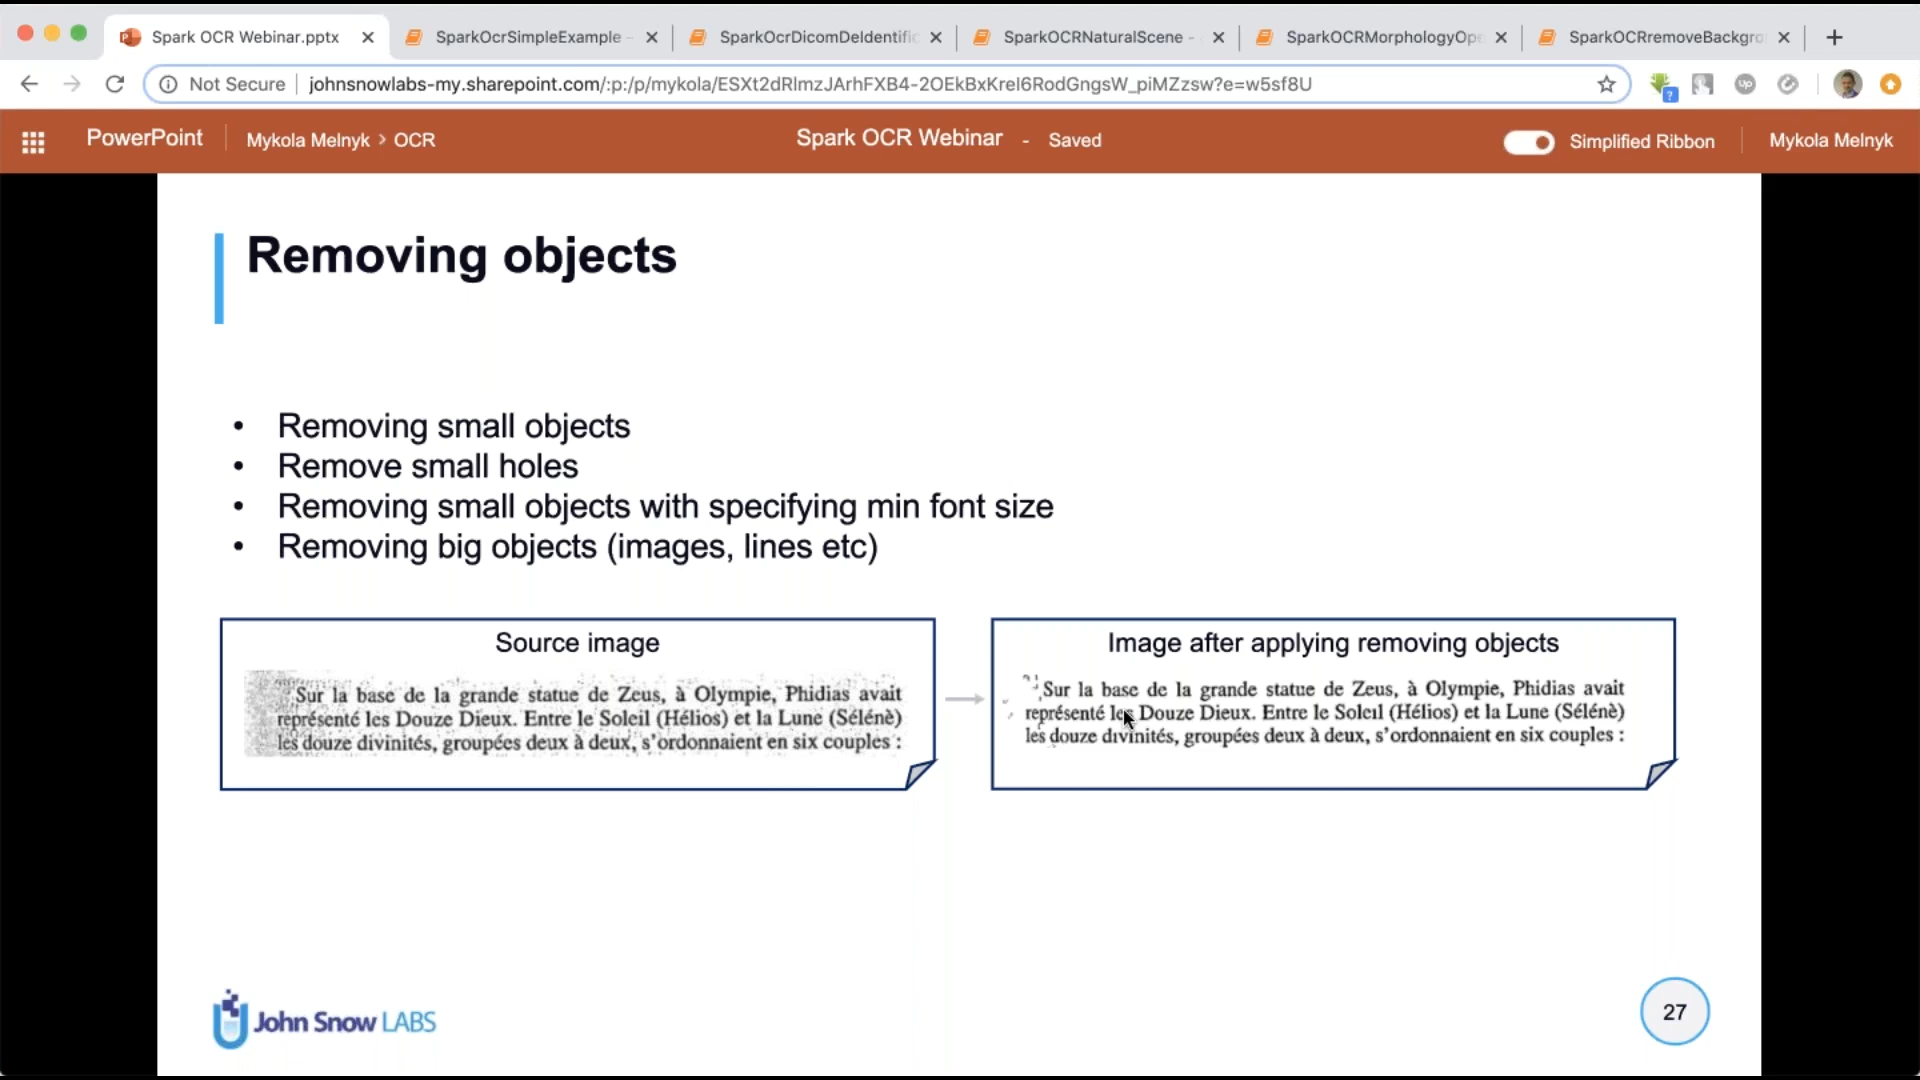 Spark OCR Webinar.pptx
SparkOcrSimpleExample -
SparkOcrDicomDeIdentific
SparkOCRNaturalScene -
SparkOCRMorphologyOpe
SparkOCRremoveBackgro
Not Secure johnsnowlabs-my.sharepoint.com/:p:/p/mykola/ESXt2dRlmzJArhFXB4-2OEkBxKrel6RodGngsW_piMZzsw?e=w5sf8U
PowerPoint Mykola Melnyk > OCR Spark OCR Webinar - Saved Simplified Ribbon Mykola Melnyk
Removing objects
• Removing small objects
• Remove small holes
• Removing small objects with specifying min font size
• Removing big objects (images, lines etc)
Source image
Sur la base de la grande statue de Zeus, à Olympie, Phidias avait
représenté les Douze Dieux. Entre le Soleil (Hélios) et la Lune (Sélénè)
les douze divinités, groupées deux à deux, s'ordonnaient en six couples :
Image after applying removing objects
Sur la base de la grande statue de Zeus, à Olympie, Phidias avait
représenté les Douze Dieux. Entre le Soleıl (Hélios) et la Lune (Sélénè)
les douze divınités, groupées deux à deux, s'ordonnaient en six couples :
John Snow LABS
27